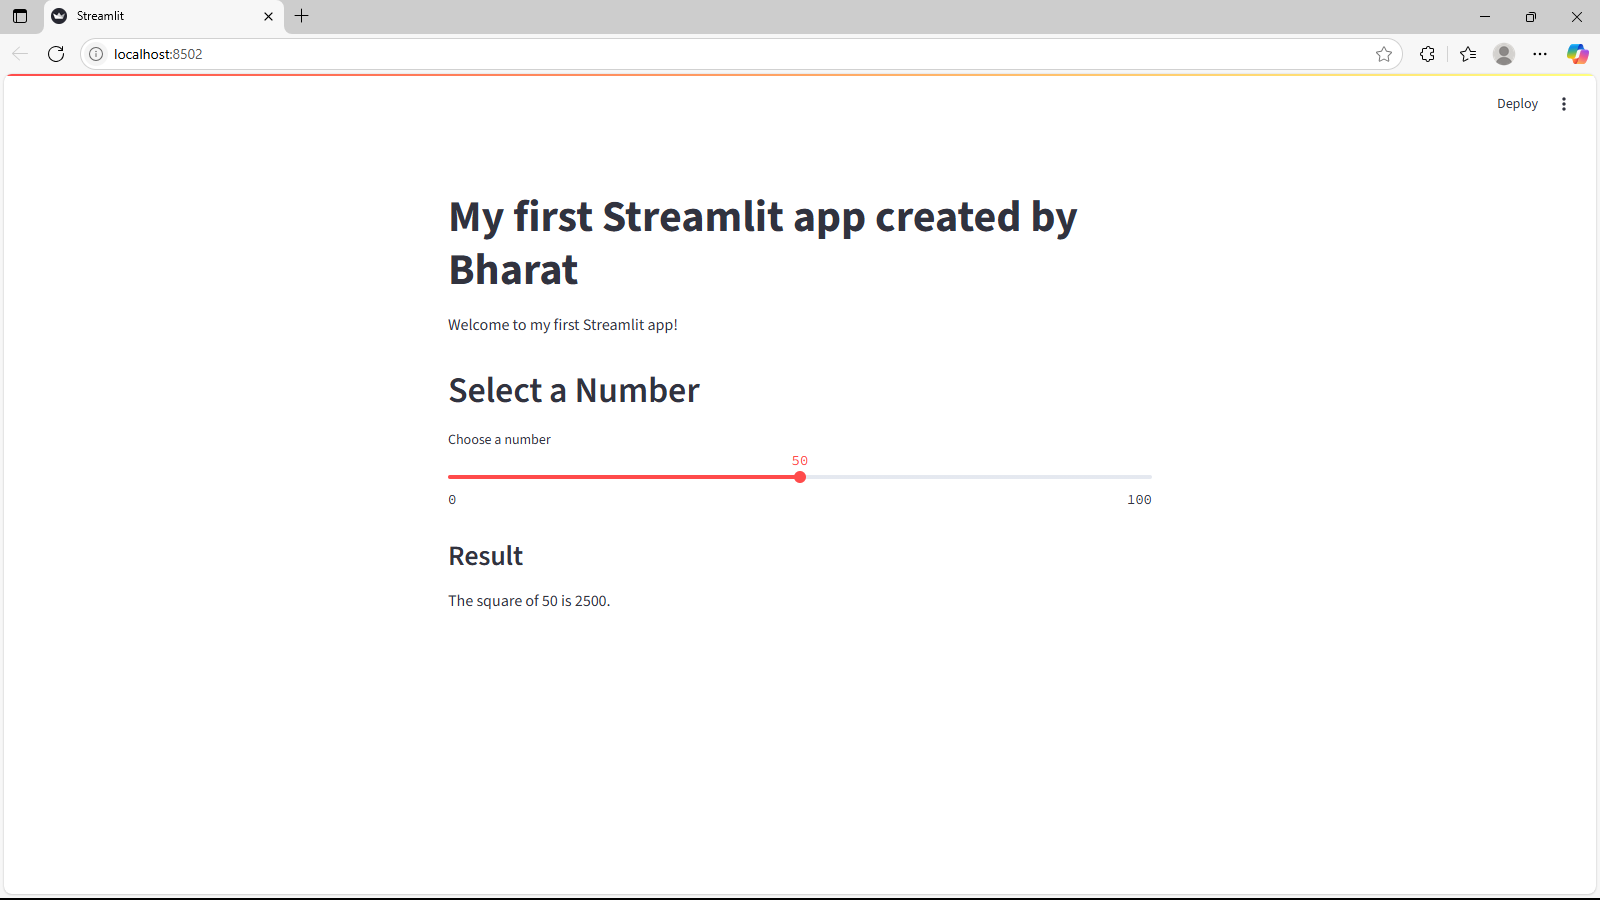 Streamlit
localhost:8502
Deploy
My first Streamlit app created by
Bharat
Welcome to my first Streamlit app!
Select a Number
Choose a number
50
0 100
Result
The square of 50 is 2500.